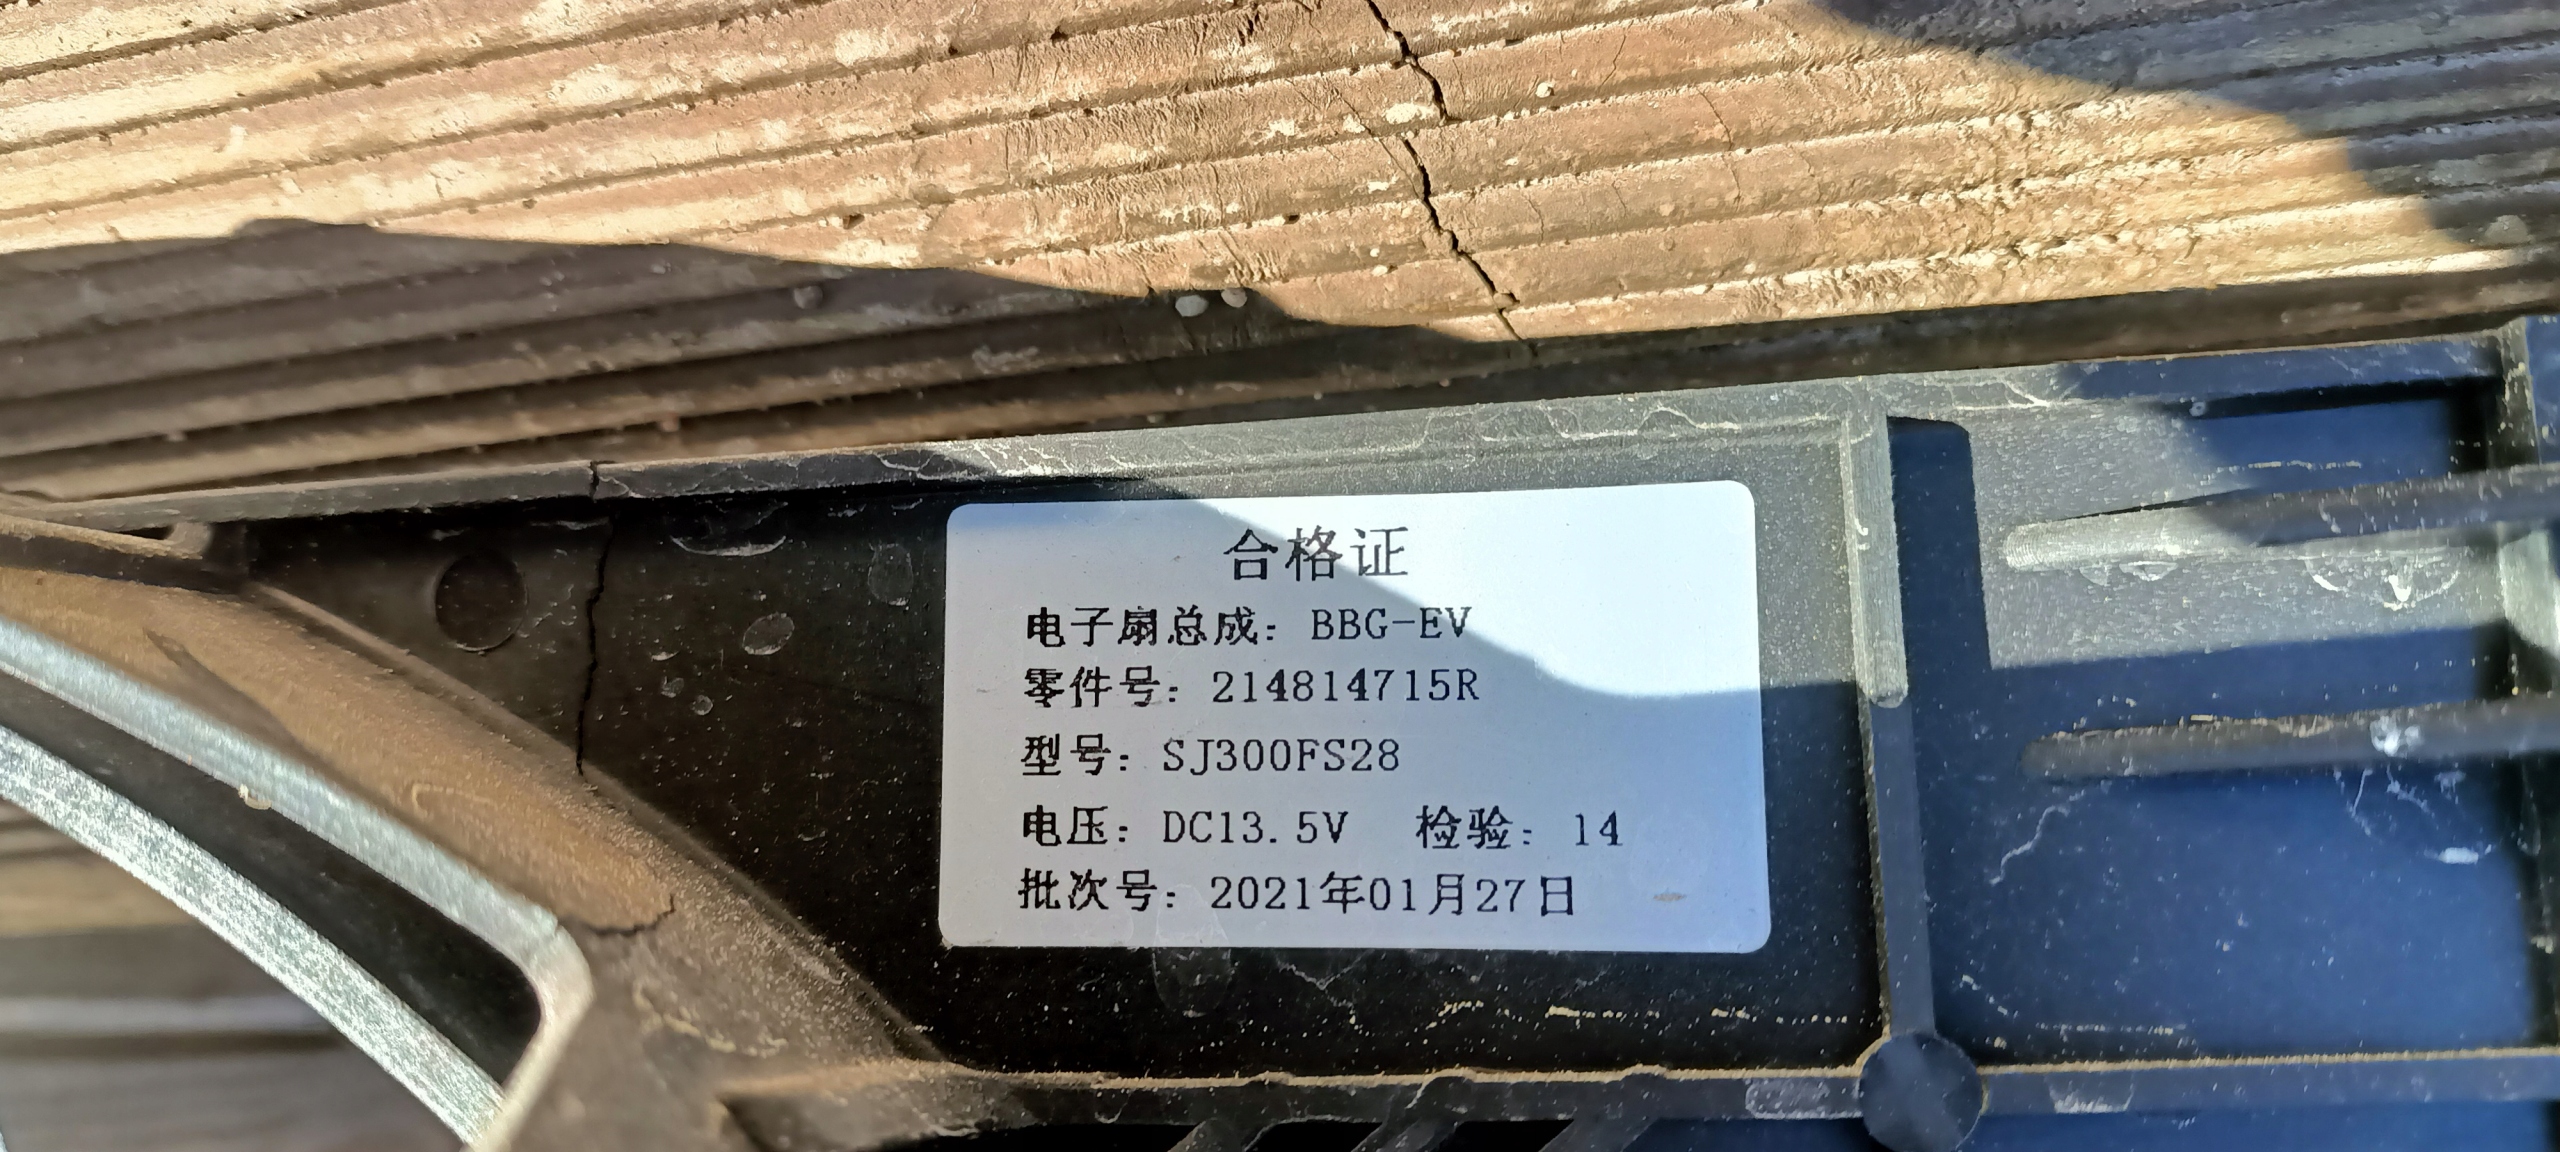 合格证
电子扇总成：BBG-EV
零件号：214814715R
型号：SJ300FS28
电压：DC13.5V 检验：14
批次号：2021年01月27日